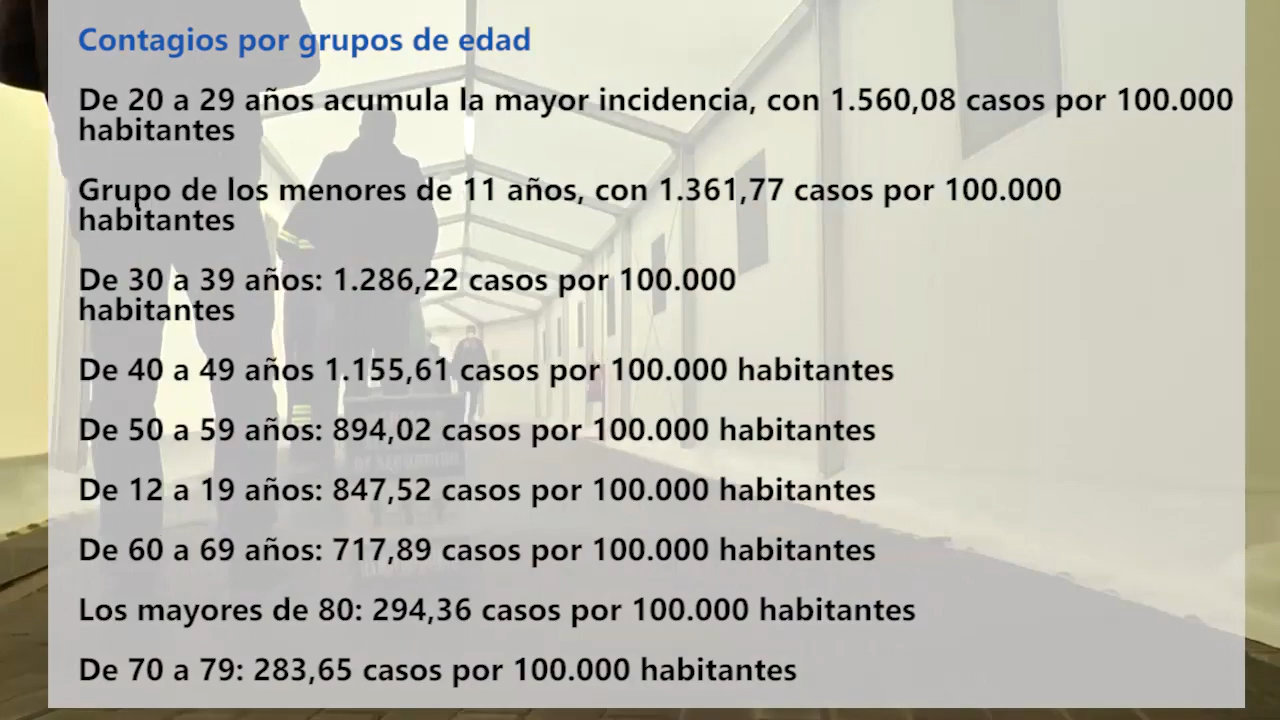 Contagios por grupos de edad
De 20 a 29 años acumula la mayor incidencia, con 1.560,08 casos por 100.000
habitantes
Grupo de los menores de 11 años, con 1.361,77 casos por 100.000
habitantes
De 30 a 39 años: 1.286,22 casos por 100.000
habitantes
De 40 a 49 años 1.155,61 casos por 100.000 habitantes
De 50 a 59 años: 894,02 casos por 100.000 habitantes
De 12 a 19 años: 847,52 casos por 100.000 habitantes
De 60 a 69 años: 717,89 casos por 100.000 habitantes
Los mayores de 80: 294,36 casos por 100.000 habitantes
De 70 a 79: 283,65 casos por 100.000 habitantes